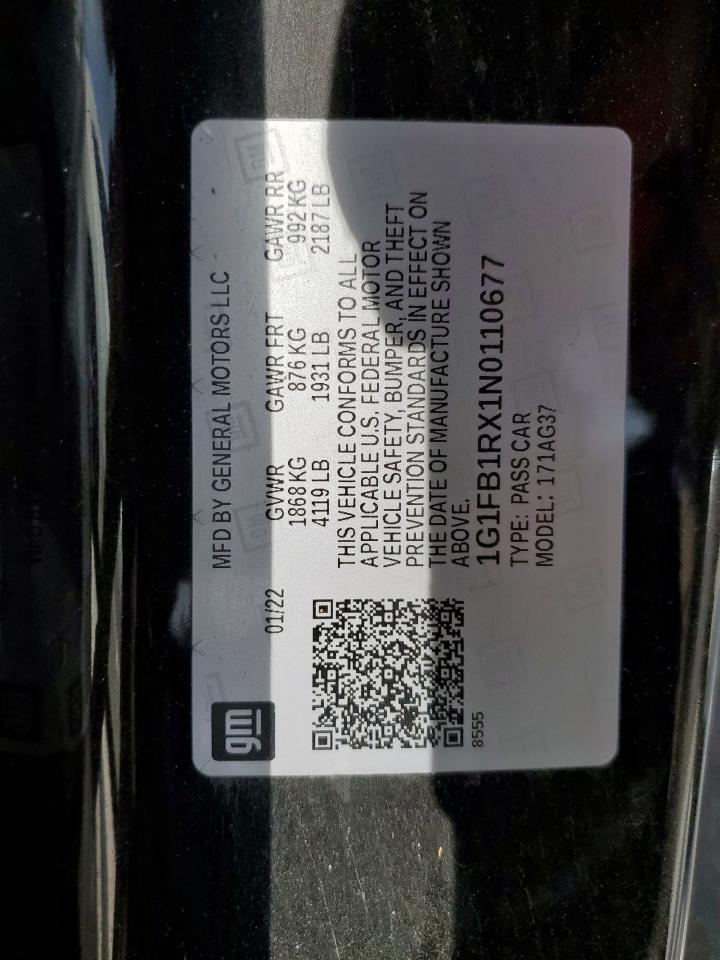 gm
MFD BY GENERAL MOTORS LLC
01/22 GVWR GAWR FRT GAWR RR
1868 KG 876 KG 992 KG
4119 LB 1931 LB 2187 LB
THIS VEHICLE CONFORMS TO ALL
APPLICABLE U.S. FEDERAL MOTOR
VEHICLE SAFETY, BUMPER, AND THEFT
PREVENTION STANDARDS IN EFFECT ON
THE DATE OF MANUFACTURE SHOWN
ABOVE.
1G1FB1RX1N0110677
TYPE: PASS CAR
MODEL: 171AG37
8555